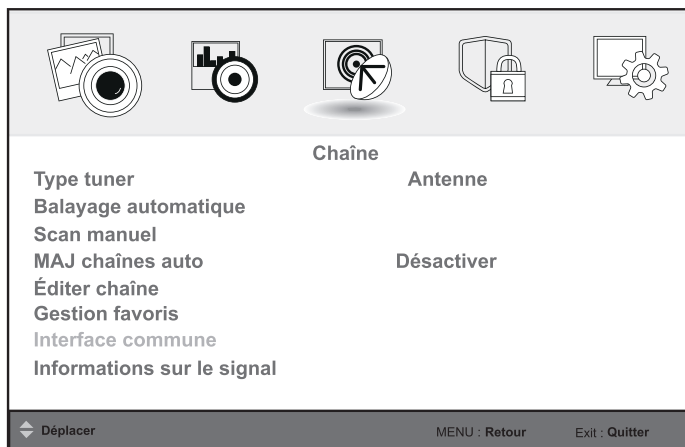 Chaîne
Type tuner Antenne
Balayage automatique
Scan manuel
MAJ chaînes auto Désactiver
Éditer chaîne
Gestion favoris
Interface commune
Informations sur le signal
Déplacer MENU : Retour Exit : Quitter